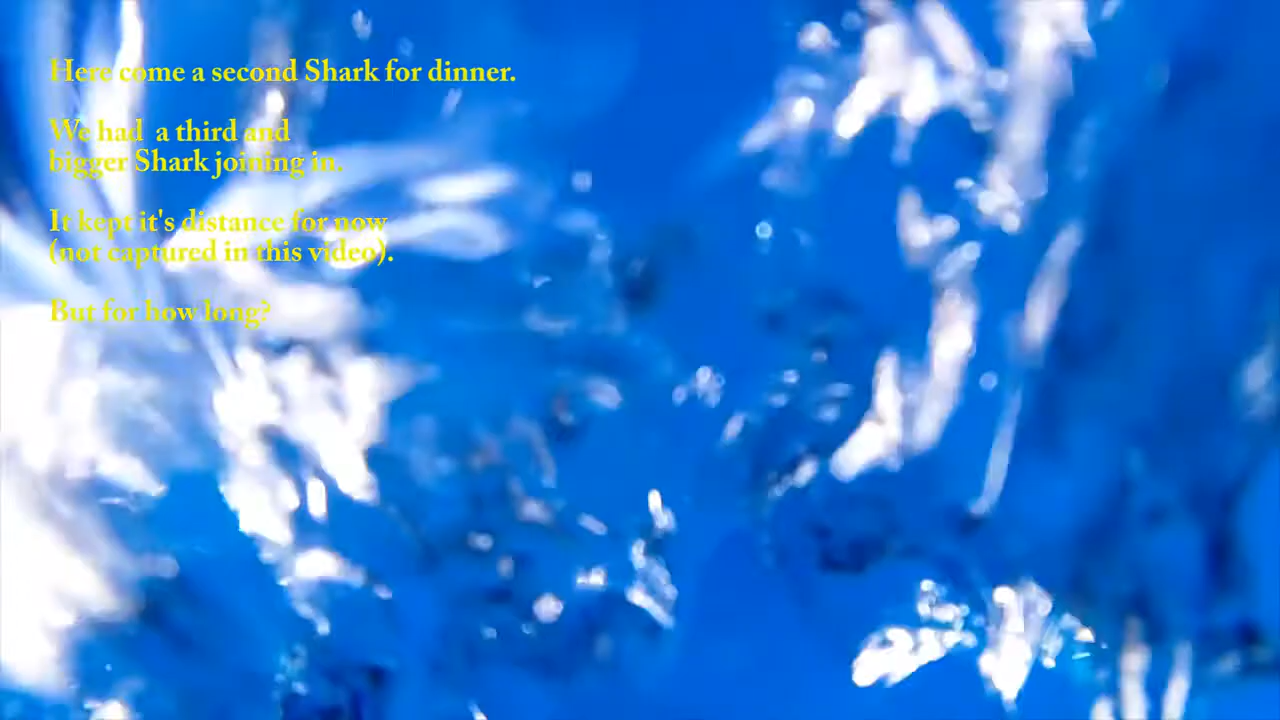 Here come a second Shark for dinner.
We had  a third and
bigger Shark joining in.
It kept it's distance for now
(not captured in this video).
But for how long?